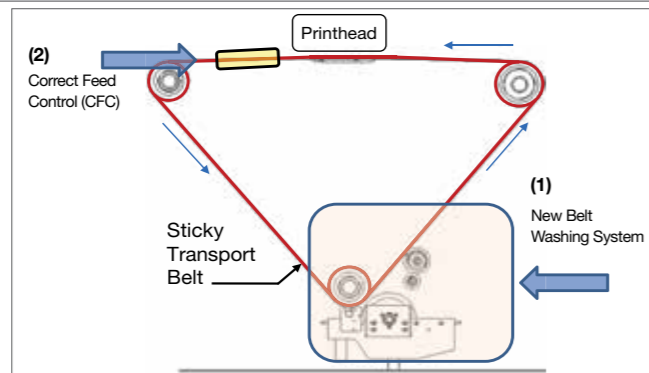 Printhead
(2)
Correct Feed
Control (CFC)
(1)
New Belt
Washing System
Sticky
Transport
Belt